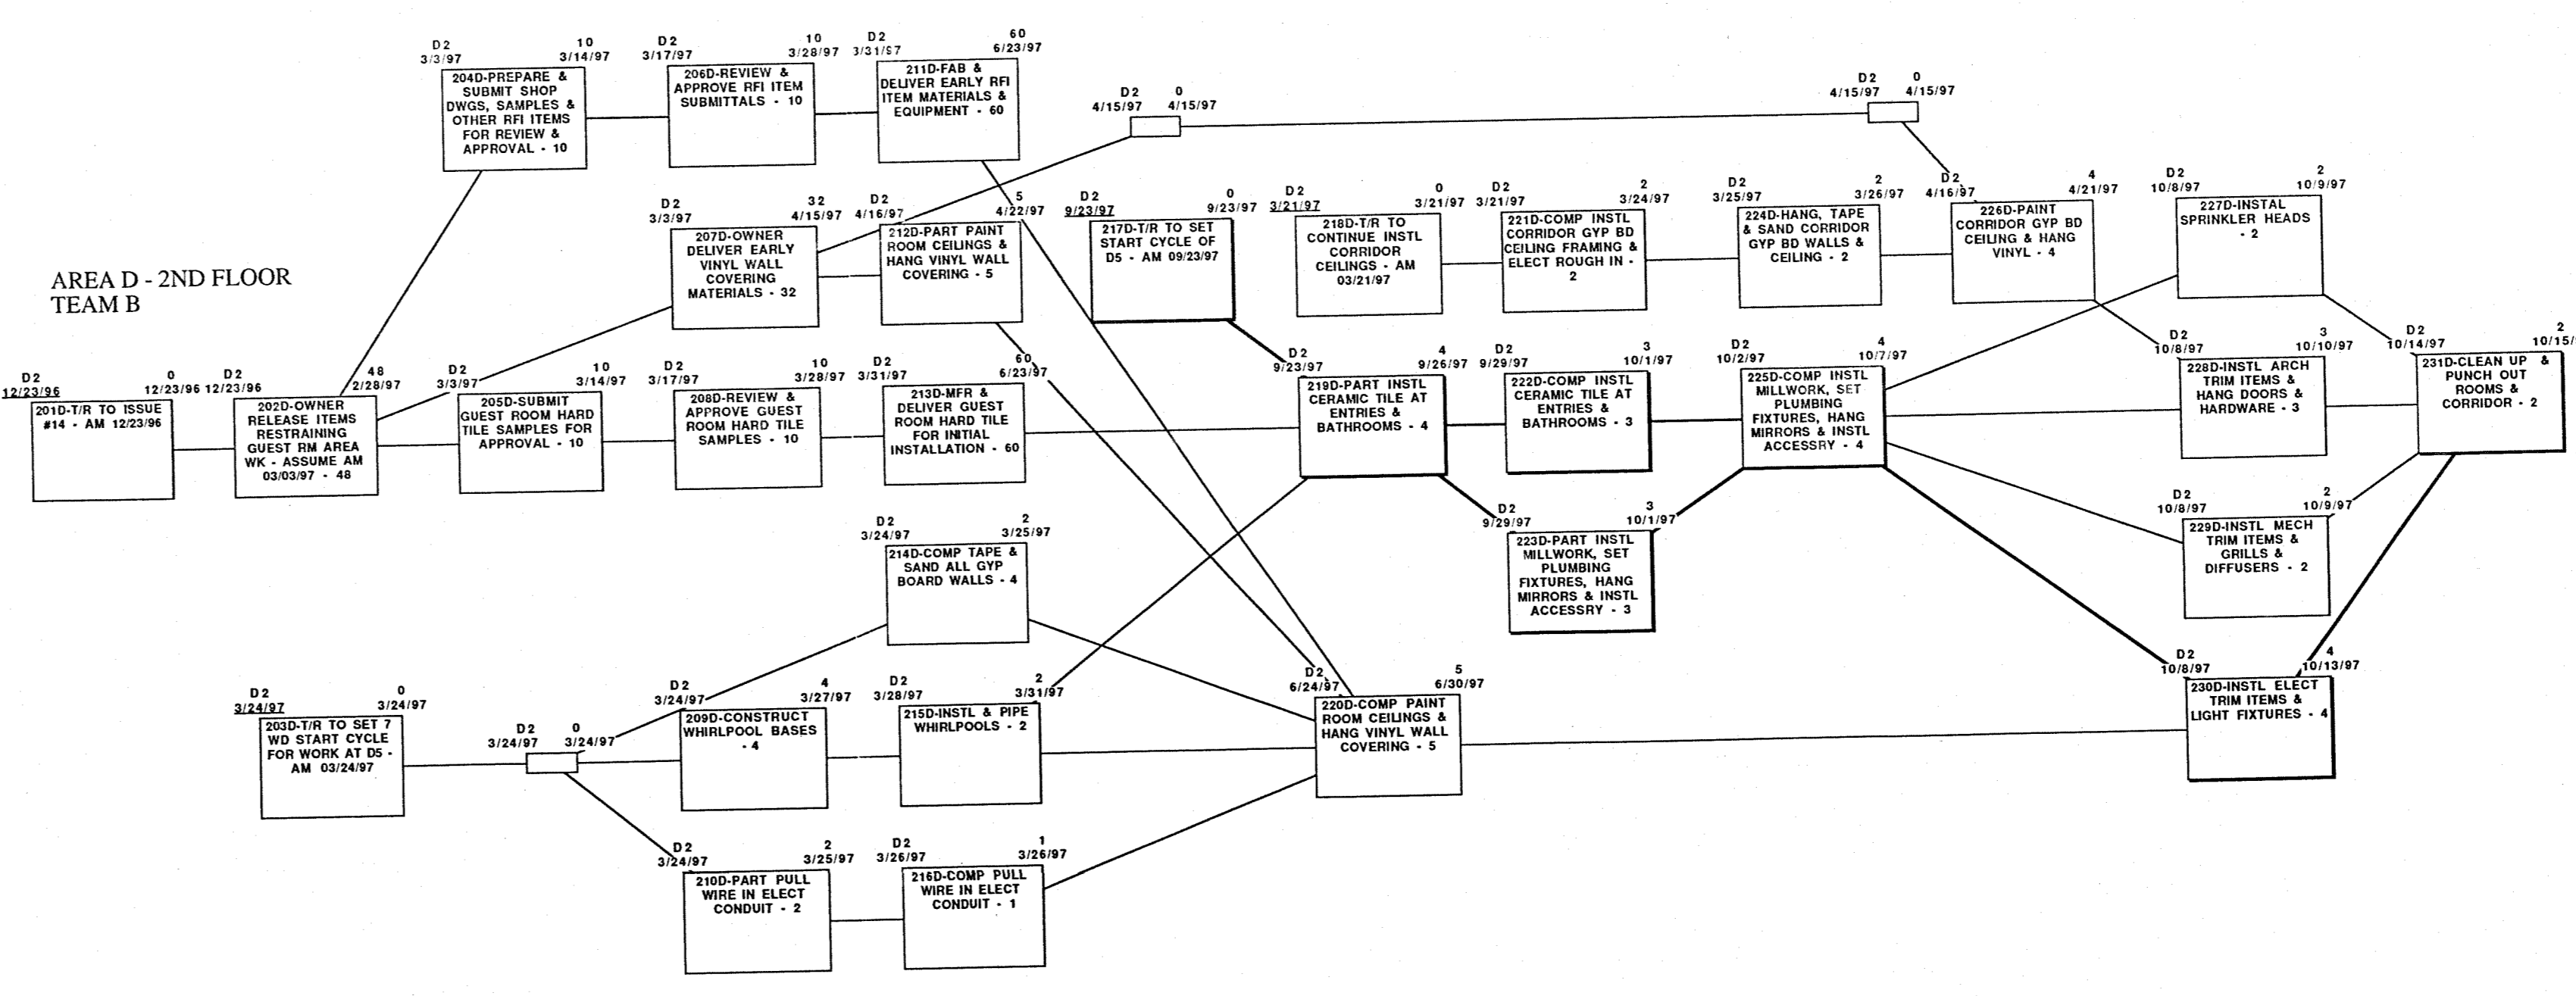 D2 10
3/3/97 3/14/97
204D-PREPARE &
SUBMIT SHOP
DWGS, SAMPLES &
OTHER RFI ITEMS
FOR REVIEW &
APPROVAL - 10
D2 10
3/17/97 3/28/97
206D-REVIEW &
APPROVE RFI ITEM
SUBMITTALS - 10
D2 60
3/31/97 6/23/97
211D-FAB &
DELIVER EARLY RFI
ITEM MATERIALS &
EQUIPMENT - 60
D2 0
4/15/97 4/15/97
D2 0
4/15/97 4/15/97
D2 32
3/3/97 4/15/97
207D-OWNER
DELIVER EARLY
VINYL WALL
COVERING
MATERIALS - 32
D2 5
4/16/97 4/22/97
212D-PART PAINT
ROOM CEILINGS &
HANG VINYL WALL
COVERING - 5
D2 0
9/23/97 9/23/97
217D-T/R TO SET
START CYCLE OF
D5 - AM 09/23/97
D2 0
3/21/97 3/21/97
218D-T/R TO
CONTINUE INSTL
CORRIDOR
CEILINGS - AM
03/21/97
D2 2
3/21/97 3/24/97
221D-COMP INSTL
CORRIDOR GYP BD
CEILING FRAMING &
ELECT ROUGH IN -
2
D2 2
3/25/97 3/26/97
224D-HANG, TAPE
& SAND CORRIDOR
GYP BD WALLS &
CEILING - 2
D2 4
4/16/97 4/21/97
226D-PAINT
CORRIDOR GYP BD
CEILING & HANG
VINYL - 4
D2 2
10/8/97 10/9/97
227D-INSTAL
SPRINKLER HEADS
- 2
AREA D - 2ND FLOOR
TEAM B
D2 0
12/23/96 12/23/96
201D-T/R TO ISSUE
#14 - AM 12/23/96
D2 48
12/23/96 2/28/97
202D-OWNER
RELEASE ITEMS
RESTRAINING
GUEST RM AREA
WK - ASSUME AM
03/03/97 - 48
D2 10
3/3/97 3/14/97
205D-SUBMIT
GUEST ROOM HARD
TILE SAMPLES FOR
APPROVAL - 10
D2 10
3/17/97 3/28/97
208D-REVIEW &
APPROVE GUEST
ROOM HARD TILE
SAMPLES - 10
D2 60
3/31/97 6/23/97
213D-MFR &
DELIVER GUEST
ROOM HARD TILE
FOR INITIAL
INSTALLATION - 60
D2 4
9/23/97 9/26/97
219D-PART INSTL
CERAMIC TILE AT
ENTRIES &
BATHROOMS - 4
D2 3
9/29/97 10/1/97
222D-COMP INSTL
CERAMIC TILE AT
ENTRIES &
BATHROOMS - 3
D2 4
10/2/97 10/7/97
225D-COMP INSTL
MILLWORK, SET
PLUMBING
FIXTURES, HANG
MIRRORS & INSTL
ACCESSRY - 4
D2 3
10/8/97 10/10/97
228D-INSTL ARCH
TRIM ITEMS &
HANG DOORS &
HARDWARE - 3
D2 2
10/14/97 10/15/
231D-CLEAN UP &
PUNCH OUT
ROOMS &
CORRIDOR - 2
D2 3
9/29/97 10/1/97
223D-PART INSTL
MILLWORK, SET
PLUMBING
FIXTURES, HANG
MIRRORS & INSTL
ACCESSRY - 3
D2 2
10/8/97 10/9/97
229D-INSTL MECH
TRIM ITEMS &
GRILLS &
DIFFUSERS - 2
D2 2
3/24/97 3/25/97
214D-COMP TAPE &
SAND ALL GYP
BOARD WALLS - 4
D2 0
3/24/97 3/24/97
203D-T/R TO SET 7
WD START CYCLE
FOR WORK AT D5 -
AM 03/24/97
D2 0
3/24/97 3/24/97
D2 4
3/24/97 3/27/97
209D-CONSTRUCT
WHIRLPOOL BASES
- 4
D2 2
3/28/97 3/31/97
215D-INSTL & PIPE
WHIRLPOOLS - 2
D2 5
6/24/97 6/30/97
220D-COMP PAINT
ROOM CEILINGS &
HANG VINYL WALL
COVERING - 5
D2 4
10/8/97 10/13/97
230D-INSTL ELECT
TRIM ITEMS &
LIGHT FIXTURES - 4
D2 2
3/24/97 3/25/97
210D-PART PULL
WIRE IN ELECT
CONDUIT - 2
D2 1
3/26/97 3/26/97
216D-COMP PULL
WIRE IN ELECT
CONDUIT - 1